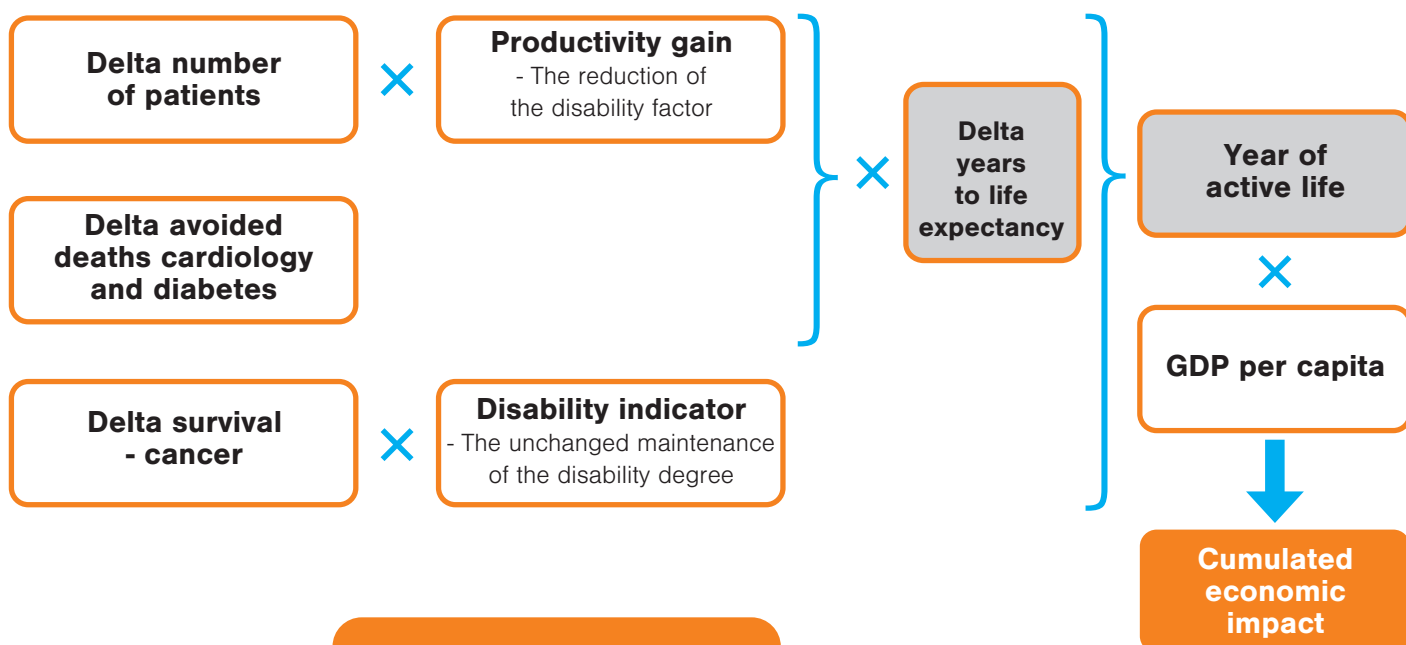 Delta number
of patients
×
Productivity gain
- The reduction of
the disability factor
Delta avoided
deaths cardiology
and diabetes
×
Delta
years
to life
expectancy
Delta survival
- cancer
×
Disability indicator
- The unchanged maintenance
of the disability degree
Year of
active life
×
GDP per capita
Cumulated
economic
impact